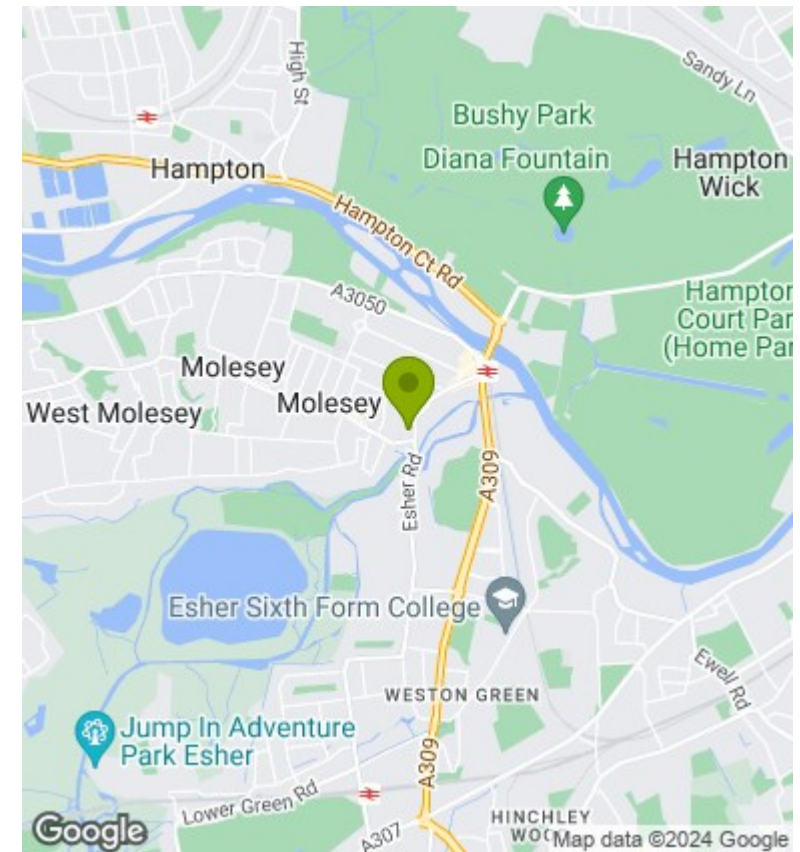 High St
Sandy Ln
Bushy Park
Diana Fountain
Hampton
Wick
Hampton
Hampton Ct Rd
A3050
Hampton
Court Par
(Home Par
Molesey
Molesey
West Molesey
Esher Rd
A309
Esher Sixth Form College
Ewell Rd
WESTON GREEN
Jump In Adventure
Park Esher
A309
Lower Green Rd
A307
HINCHLEY
WOO
Google
Map data ©2024 Google